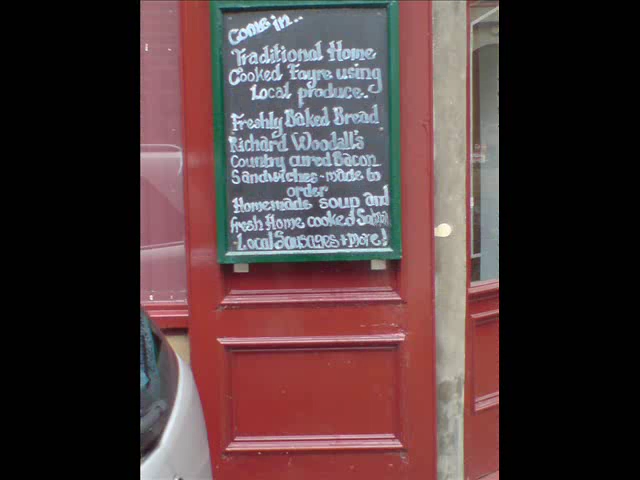 Come in..
Traditional Home
Cooked Fayre using
Local produce.
Freshly Baked Bread
Richard Woodall's
Country cured Bacon
Sandwiches - made to
order
Homemade soup and
fresh Home cooked
Local Sausages + more!